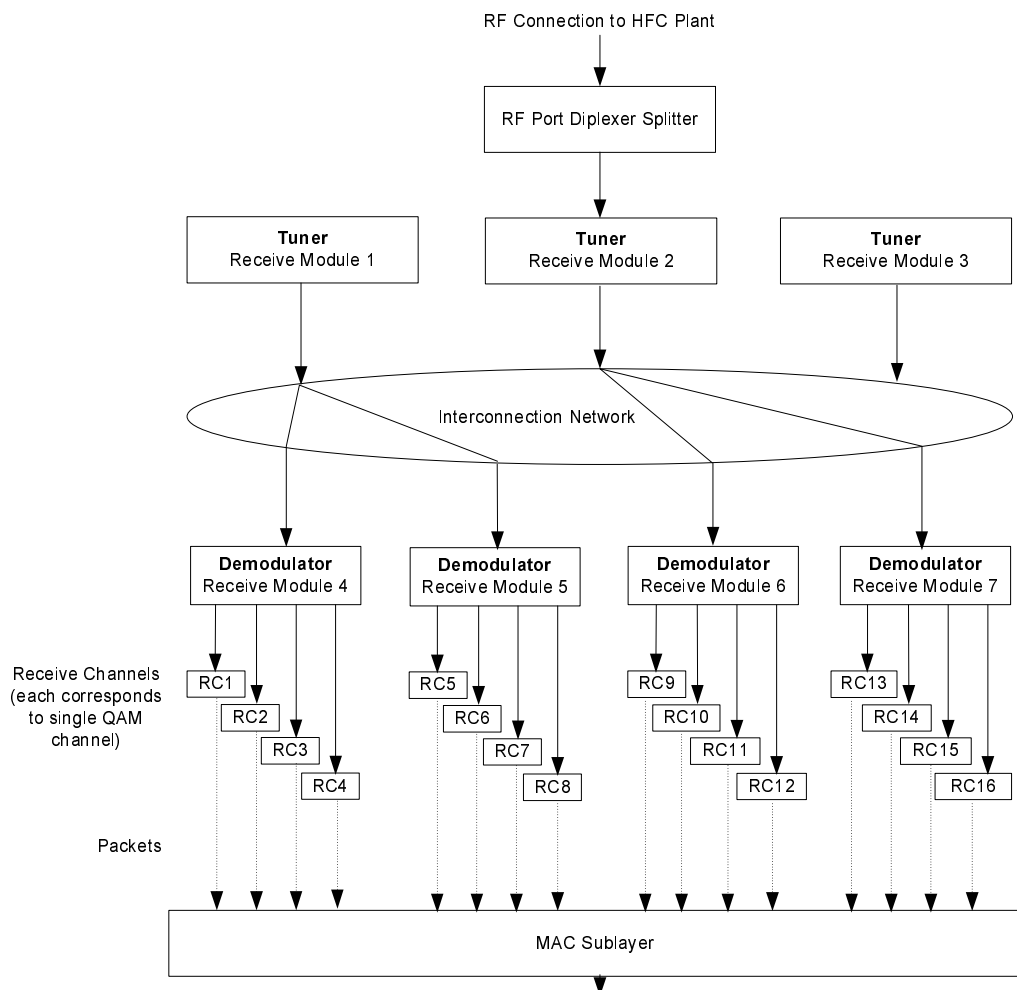 RF Connection to HFC Plant
RF Port Diplexer Splitter
Tuner
Receive Module 1
Tuner
Receive Module 2
Tuner
Receive Module 3
Interconnection Network
Demodulator
Receive Module 4
Demodulator
Receive Module 5
Demodulator
Receive Module 6
Demodulator
Receive Module 7
Receive Channels
(each corresponds
to single QAM
channel)
RC1
RC2
RC3
RC4
RC5
RC6
RC7
RC8
RC9
RC10
RC11
RC12
RC13
RC14
RC15
RC16
Packets
MAC Sublayer